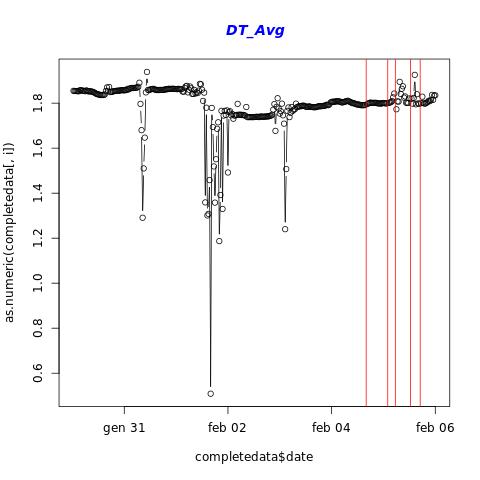 DT_Avg
as.numeric(completedata[, i])
1.8
1.6
1.4
1.2
1.0
0.8
0.6
gen 31
feb 02
feb 04
feb 06
completedata$date